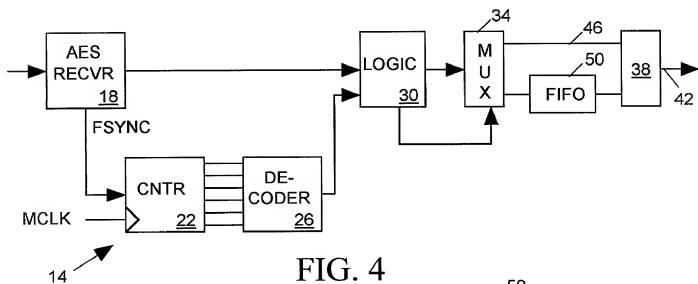 AES
RECVR
18
FSYNC
MCLK
CNTR
22
DE-
CODER
26
LOGIC
30
34
M
U
X
46
50
FIFO
38
42
14
FIG. 4